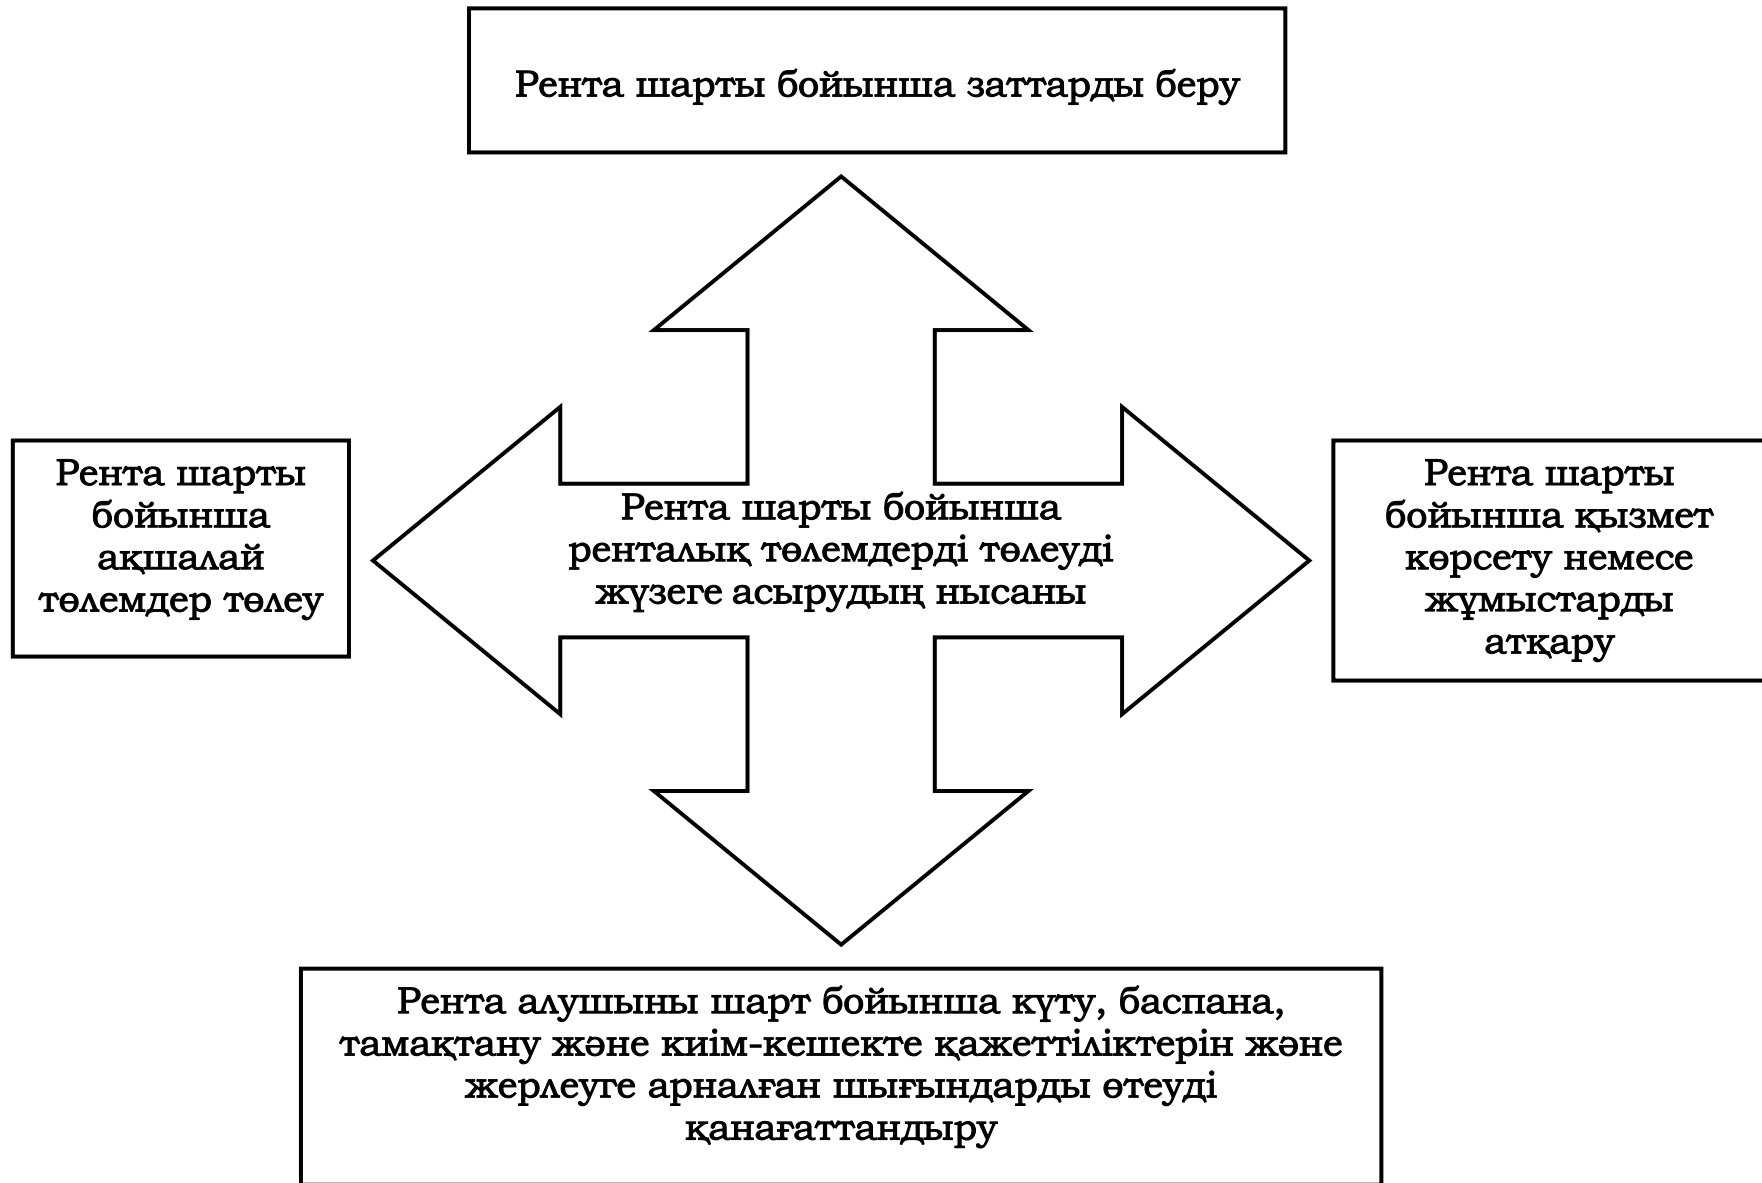 Рента шарты бойынша заттарды беру
Рента шарты
бойынша
ақшалай
төлемдер төлеу
Рента шарты бойынша
ренталық төлемдерді төлеуді
жүзеге асырудың нысаны
Рента шарты
бойынша қызмет
көрсету немесе
жұмыстарды
атқару
Рента алушыны шарт бойынша күту, баспана,
тамақтану және киім-кешекте қажеттіліктерін және
жерлеуге арналған шығындарды өтеуді
қанағаттандыру